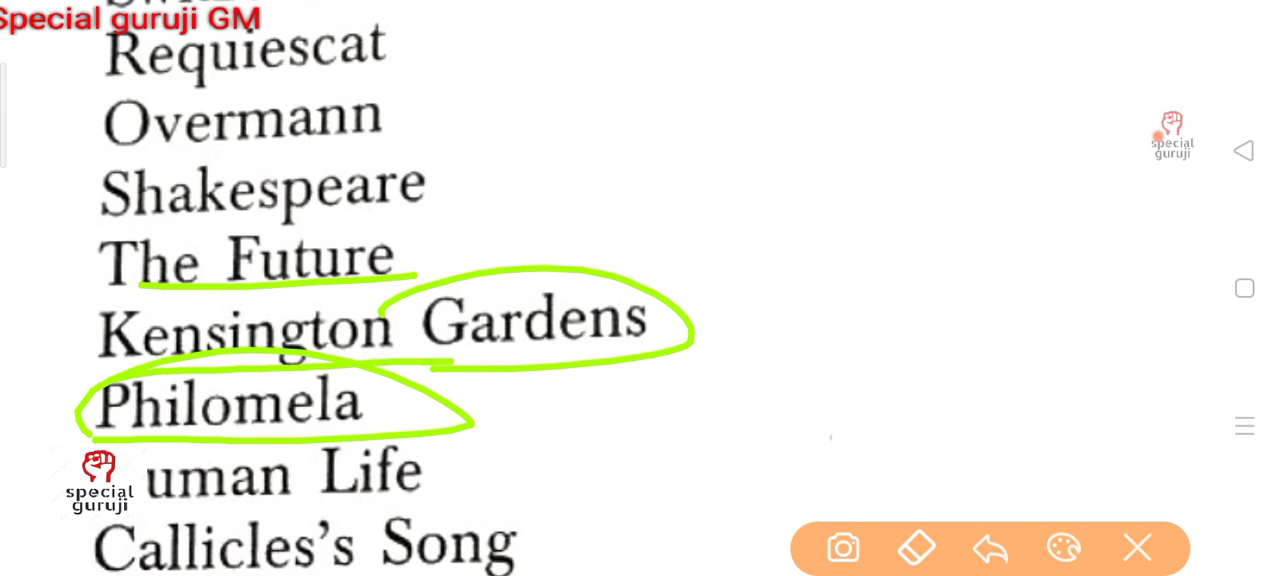 Special guruji GM
Requiescat
Overmann
Shakespeare
special
guruji
The Future
Kensington Gardens
Philomela
special
guruji
uman Life
Callicles's Song